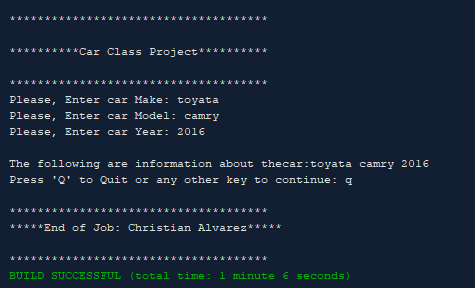 *************************************
**********Car Class Project**********
*************************************
Please, Enter car Make: toyata
Please, Enter car Model: camry
Please, Enter car Year: 2016
The following are information about thecar:toyata camry 2016
Press 'Q' to Quit or any other key to continue: q
*************************************
*****End of Job: Christian Alvarez*****
*************************************
BUILD SUCCESSFUL (total time: 1 minute 6 seconds)